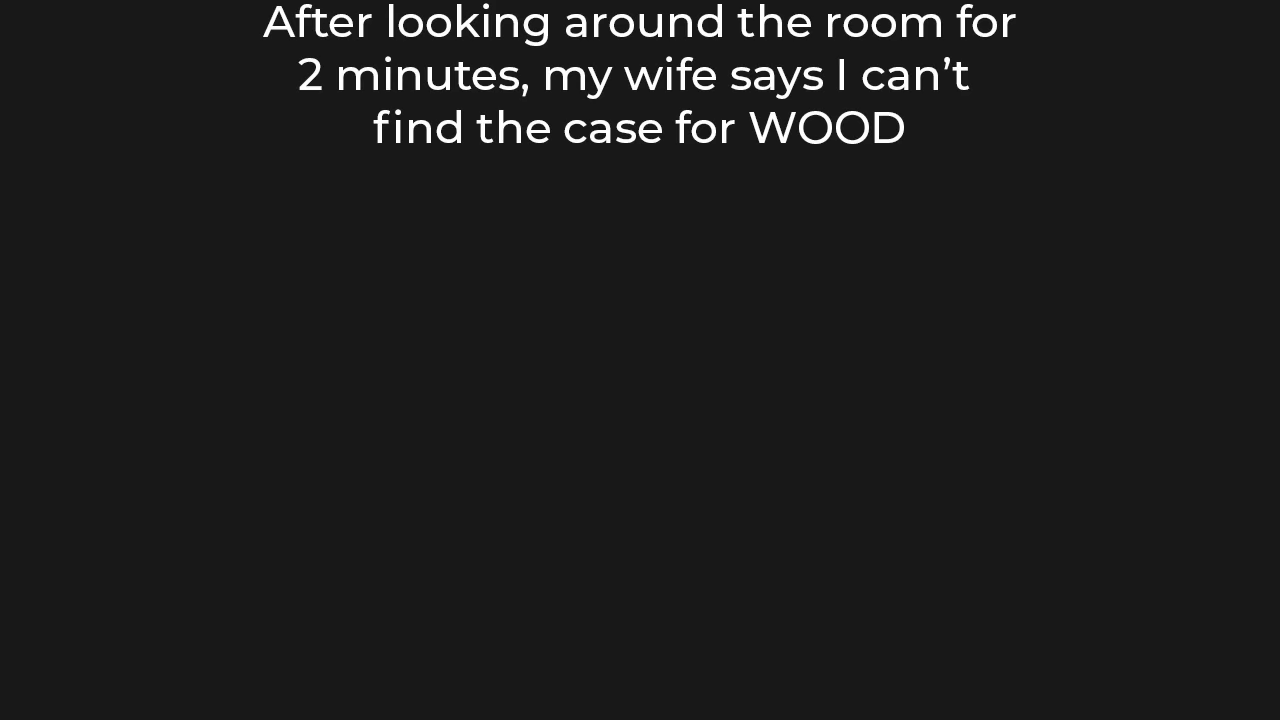 After looking around the room for
2 minutes, my wife says I can’t
find the case for WOOD